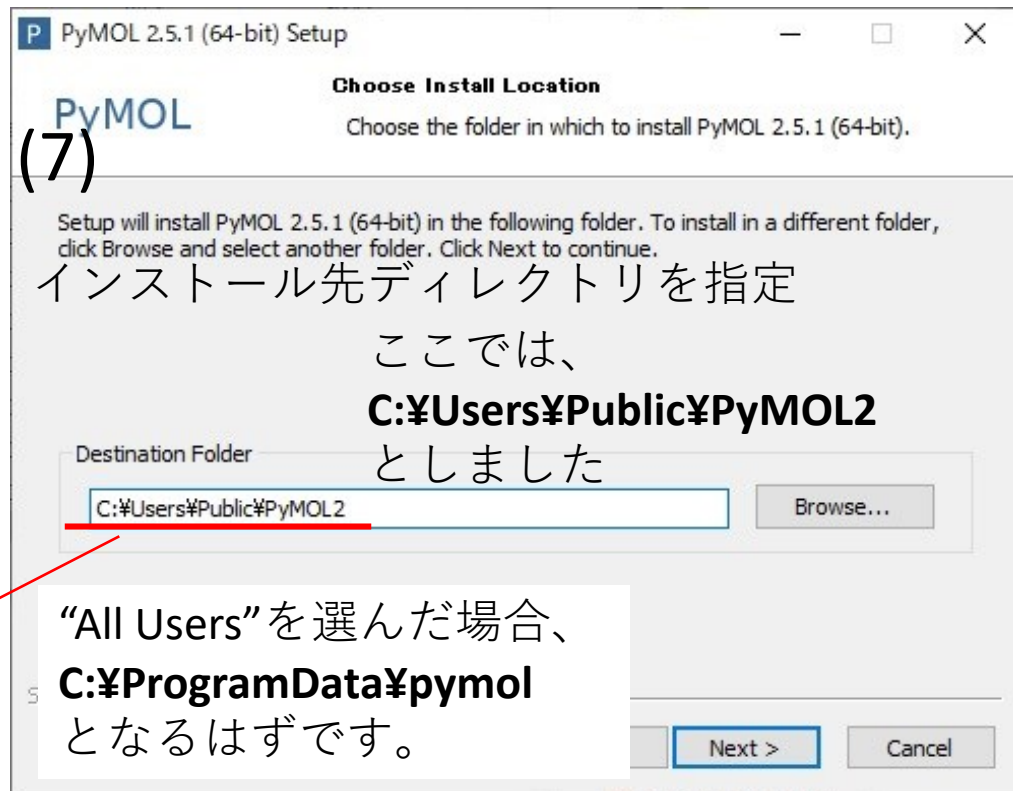 P PyMOL 2.5.1 (64-bit) Setup
Choose Install Location
PyMOL
Choose the folder in which to install PyMOL 2.5.1 (64-bit).
(7)
Setup will install PyMOL 2.5.1 (64-bit) in the following folder. To install in a different folder,
click Browse and select another folder. Click Next to continue.
インストール先ディレクトリを指定
ここでは、
C:¥Users¥Public¥PyMOL2
としました
Destination Folder
C:¥Users¥Public¥PyMOL2
Browse...
“All Users”を選んだ場合、
C:¥ProgramData¥pymol
となるはずです。
Next >
Cancel